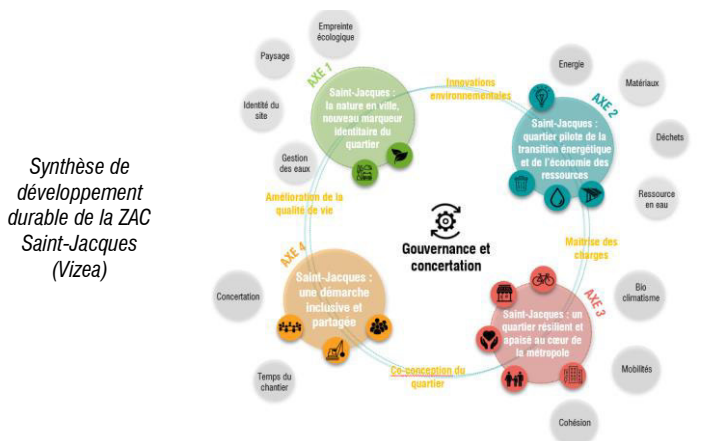 Synthèse de
développement
durable de la ZAC
Saint-Jacques
(Vizea)
Empreinte
écologique
Paysage
Identité du
site
Gestion
des eaux
AXE 1
Saint-Jacques :
la nature en ville,
nouveau marqueur
identitaire du
quartier
Innovations
environnementales
Energie
Matériaux
Déchets
Ressource
en eau
AXE 2
Saint-Jacques :
quartier pilote de la
transition énergétique
et de l'économie des
ressources
Amélioration de la
qualité de vie
Gouvernance et
concertation
Maîtrise des
charges
AXE 4
Saint-Jacques :
une démarche
inclusive et
partagée
Concertation
Temps du
chantier
Co-conception du
quartier
AXE 3
Saint-Jacques : un
quartier résilient et
apaisé au cœur de
la métropole
Bio
climatisme
Mobilités
Cohésion